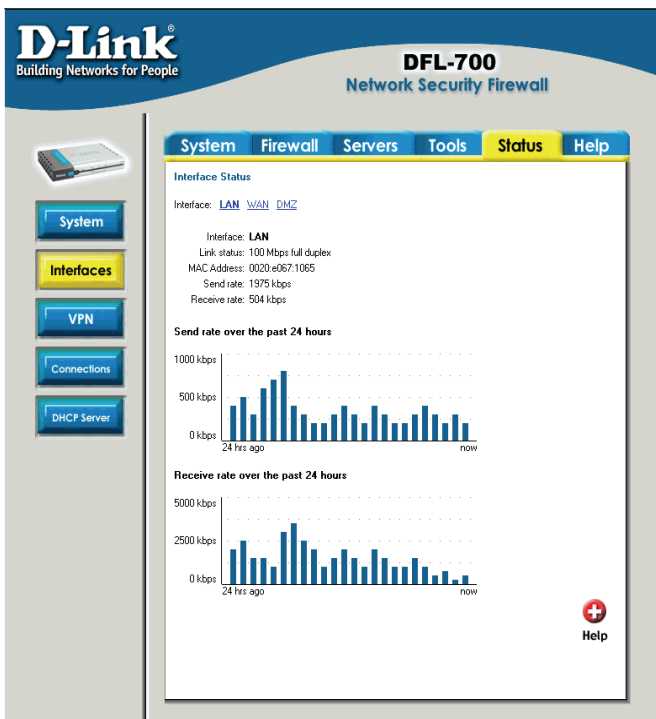 D-Link®
Building Networks for People
DFL-700
Network Security Firewall
System Firewall Servers Tools Status Help
System
Interfaces
VPN
Connections
DHCP Server
Interface Status
Interface: LAN WAN DMZ
Interface: LAN
Link status: 100 Mbps full duplex
MAC Address: 0020:e067:1065
Send rate: 1975 kbps
Receive rate: 504 kbps
Send rate over the past 24 hours
1000 kbps
500 kbps
0 kbps
24 hrs ago now
Receive rate over the past 24 hours
5000 kbps
2500 kbps
0 kbps
24 hrs ago now
Help